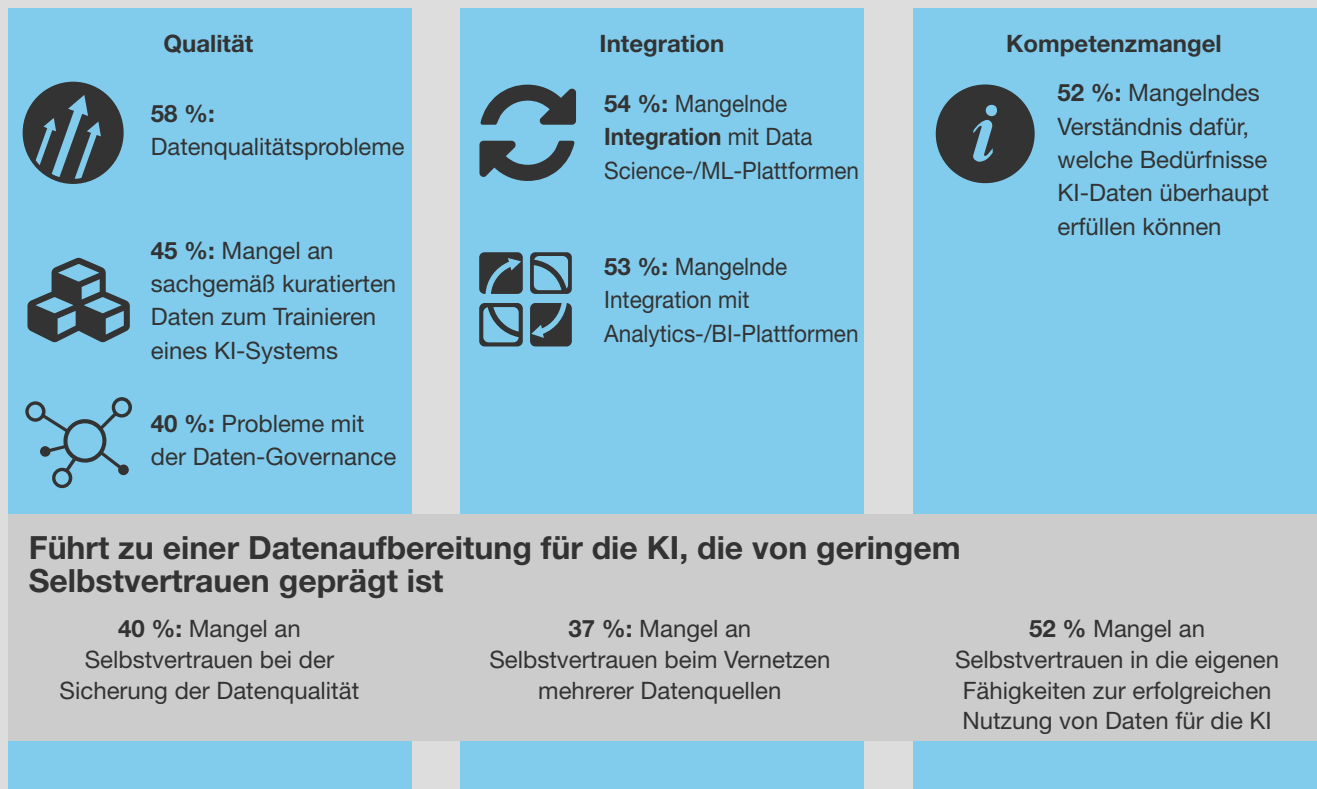 Qualität
58 %:
Datenqualitätsprobleme
45 %: Mangel an
sachgemäß kuratierten
Daten zum Trainieren
eines KI-Systems
40 %: Probleme mit
der Daten-Governance
Integration
54 %: Mangelnde
Integration mit Data
Science-/ML-Plattformen
53 %: Mangelnde
Integration mit
Analytics-/BI-Plattformen
Kompetenzmangel
i
52 %: Mangelndes
Verständnis dafür,
welche Bedürfnisse
KI-Daten überhaupt
erfüllen können
Führt zu einer Datenaufbereitung für die KI, die von geringem
Selbstvertrauen geprägt ist
40 %: Mangel an
Selbstvertrauen bei der
Sicherung der Datenqualität
37 %: Mangel an
Selbstvertrauen beim Vernetzen
mehrerer Datenquellen
52 % Mangel an
Selbstvertrauen in die eigenen
Fähigkeiten zur erfolgreichen
Nutzung von Daten für die KI